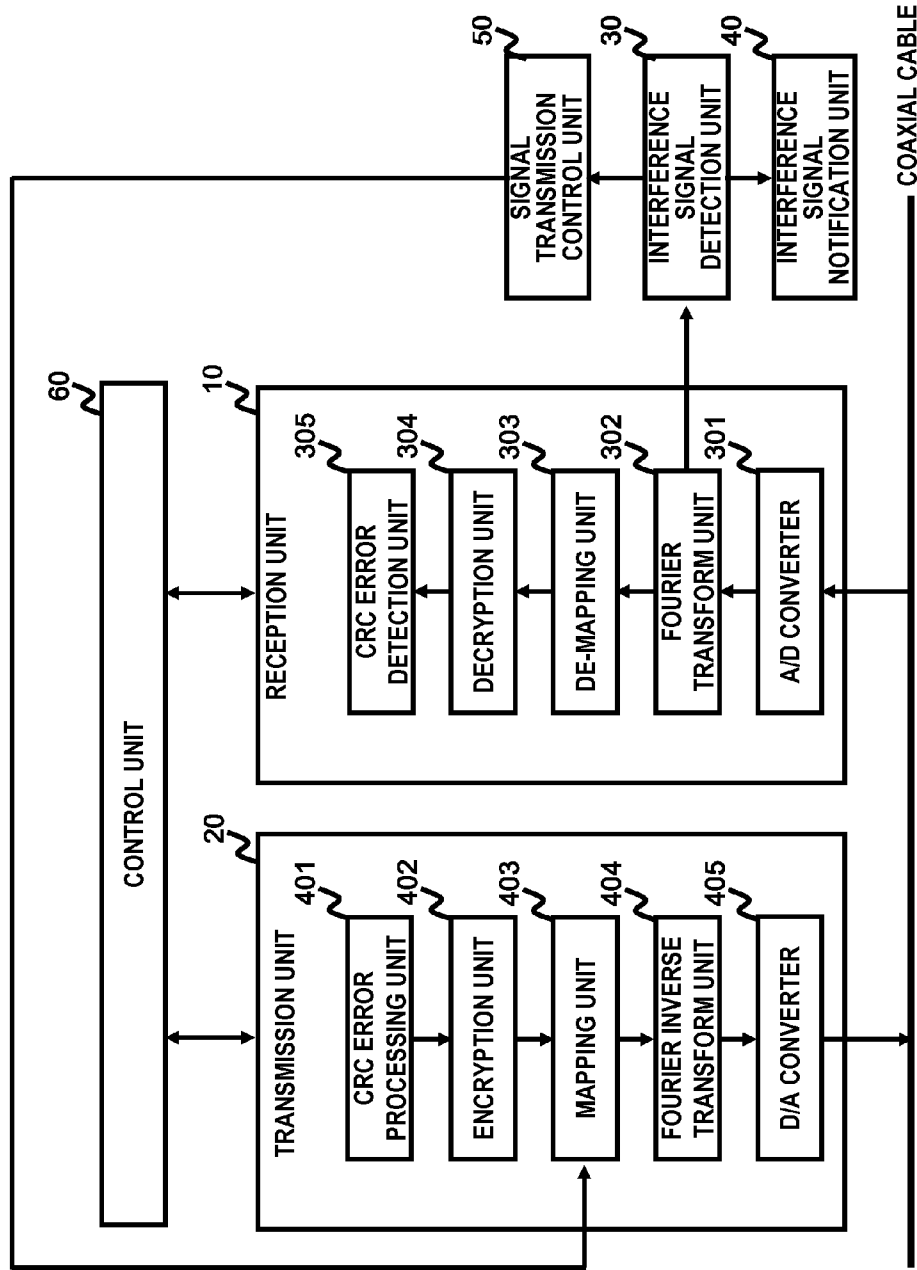 60
CONTROL UNIT
20
TRANSMISSION UNIT
401
CRC ERROR
PROCESSING UNIT
402
ENCRYPTION UNIT
403
MAPPING UNIT
404
FOURIER INVERSE
TRANSFORM UNIT
405
D/A CONVERTER
10
RECEPTION UNIT
305
CRC ERROR
DETECTION UNIT
304
DECRYPTION UNIT
303
DE-MAPPING UNIT
302
FOURIER
TRANSFORM UNIT
301
A/D CONVERTER
50
SIGNAL
TRANSMISSION
CONTROL UNIT
30
INTERFERENCE
SIGNAL
DETECTION UNIT
40
INTERFERENCE
SIGNAL
NOTIFICATION UNIT
COAXIAL CABLE